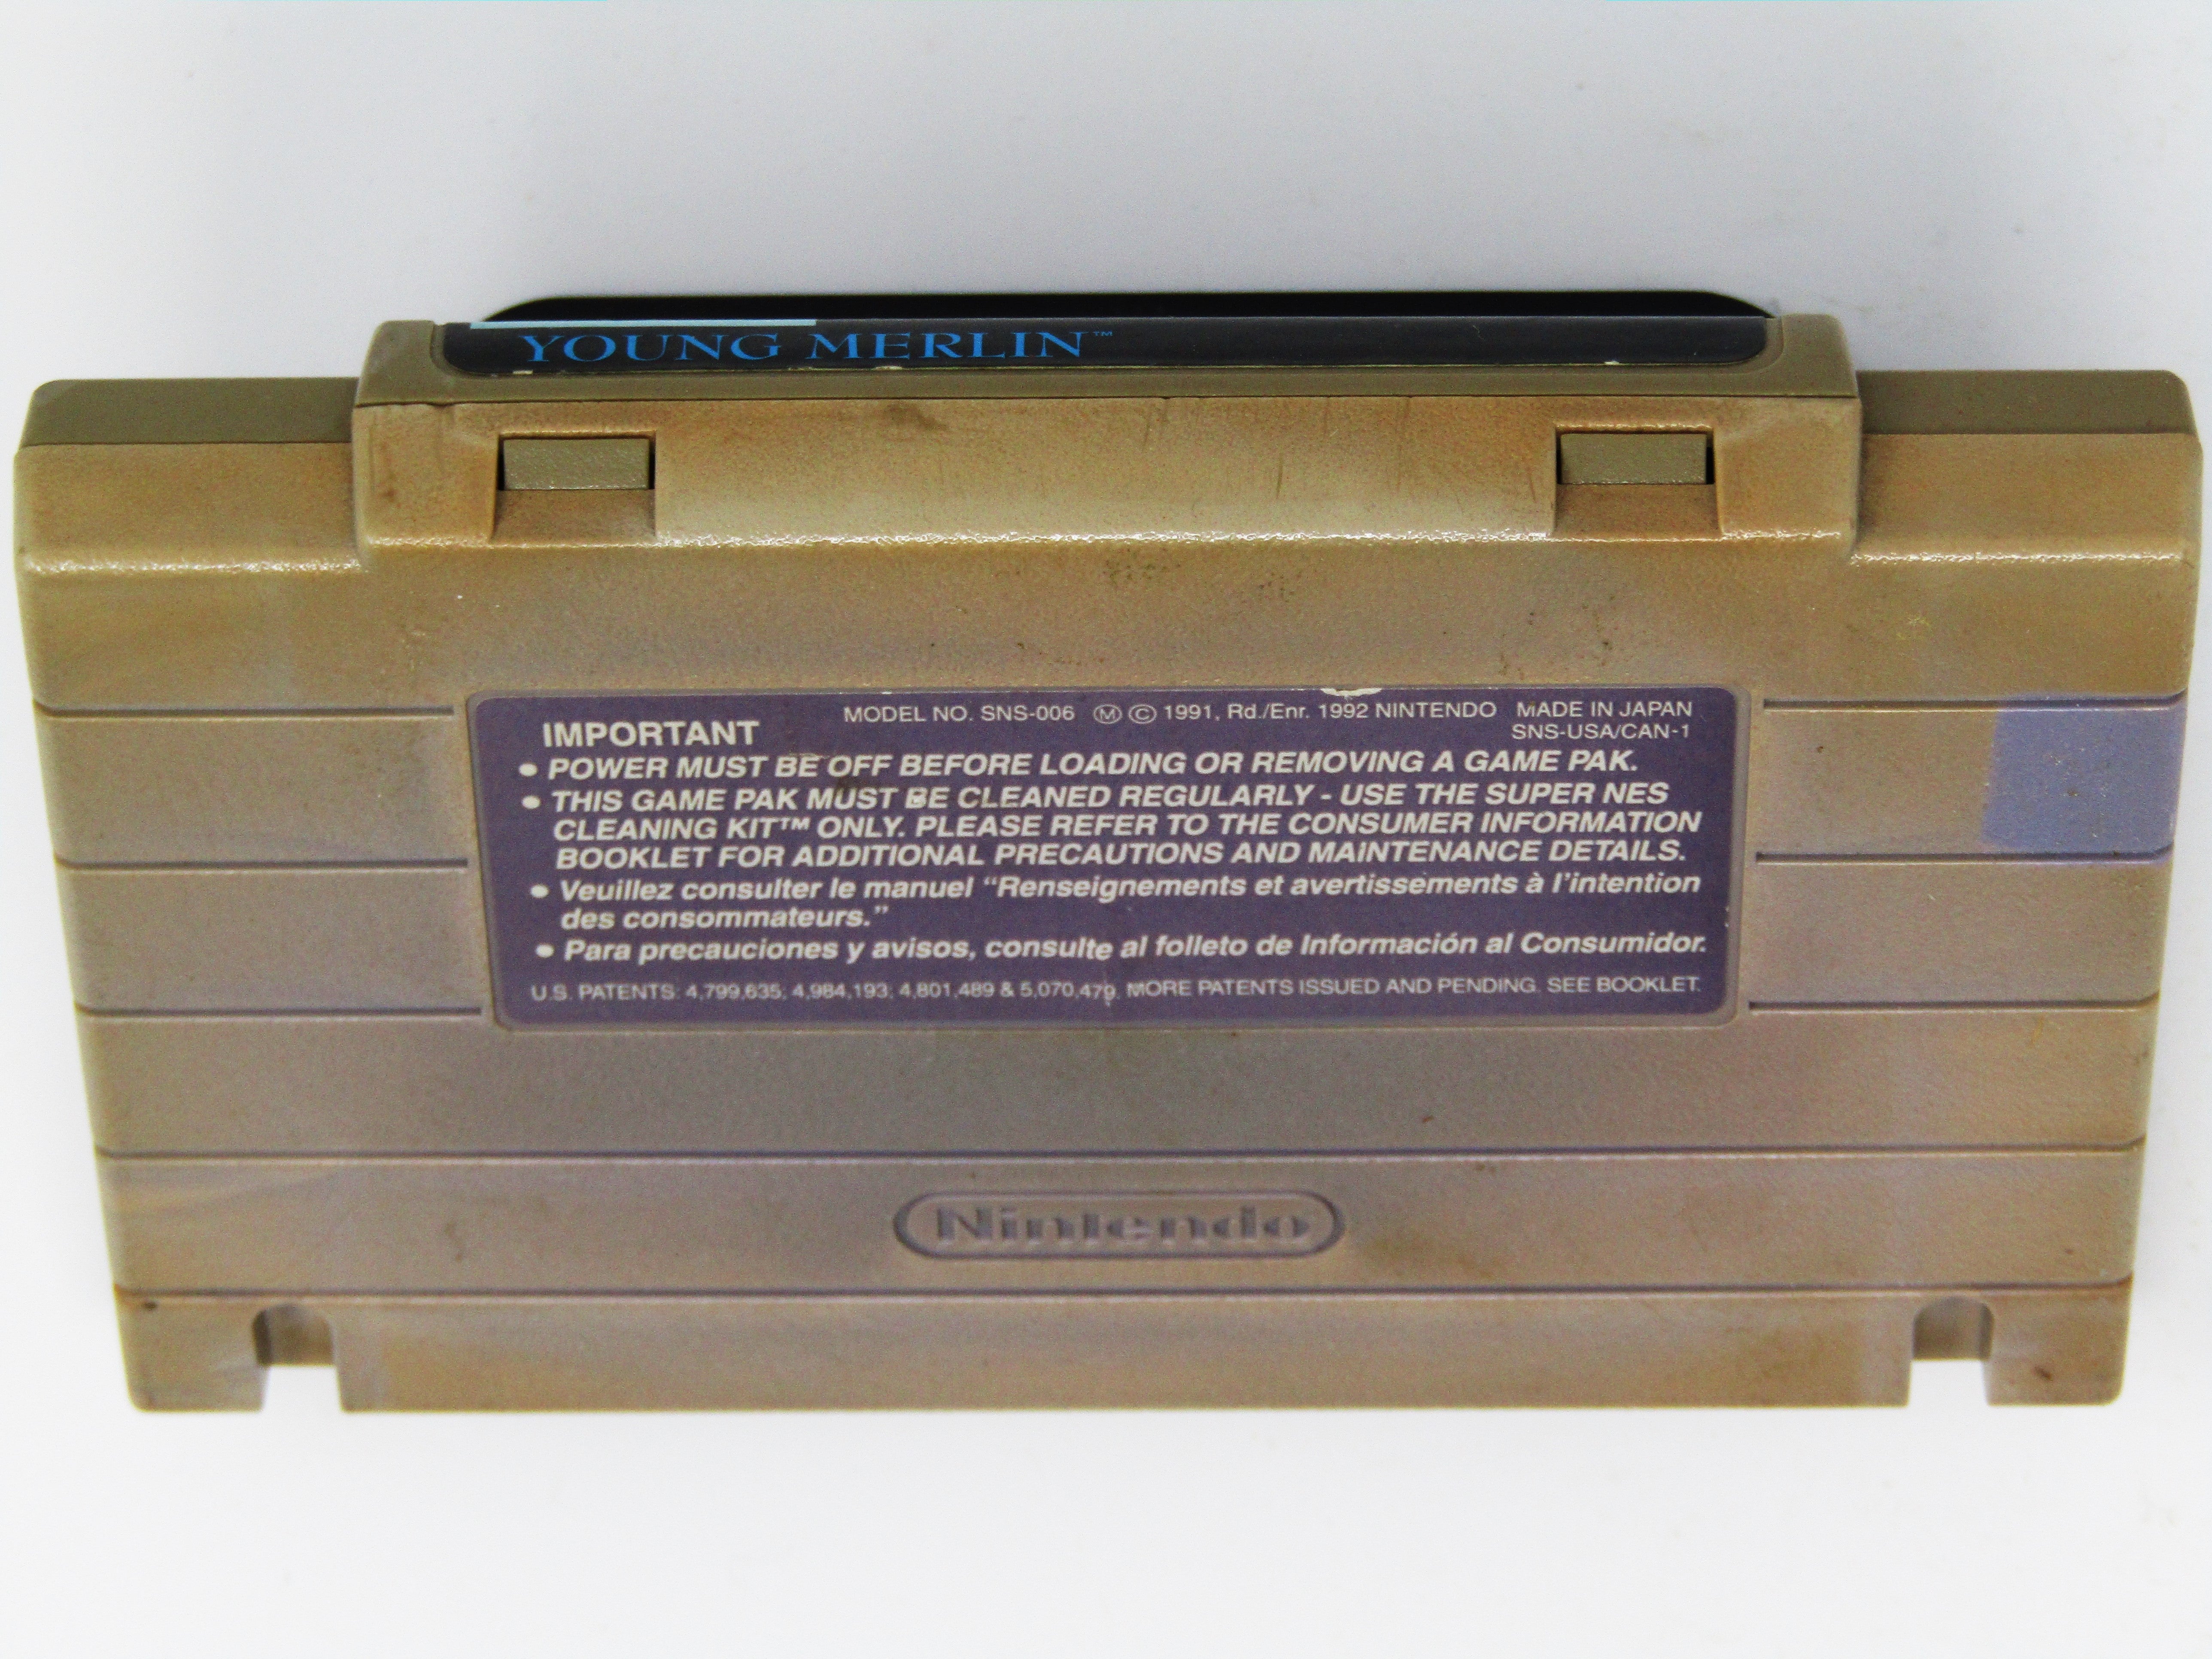 YOUNG MERLIN™
IMPORTANT
MODEL NO. SNS-006 Ⓜ © 1991, Rd./Enr. 1992 NINTENDO MADE IN JAPAN
SNS-USA/CAN-1
• POWER MUST BE OFF BEFORE LOADING OR REMOVING A GAME PAK.
• THIS GAME PAK MUST BE CLEANED REGULARLY - USE THE SUPER NES
CLEANING KIT™ ONLY. PLEASE REFER TO THE CONSUMER INFORMATION
BOOKLET FOR ADDITIONAL PRECAUTIONS AND MAINTENANCE DETAILS.
• Veuillez consulter le manuel “Renseignements et avertissements à l’intention
des consommateurs.”
• Para precauciones y avisos, consulte al folleto de Información al Consumidor.
U.S. PATENTS: 4,799,635; 4,984,193; 4,801,489 & 5,070,479. MORE PATENTS ISSUED AND PENDING. SEE BOOKLET.
Nintendo